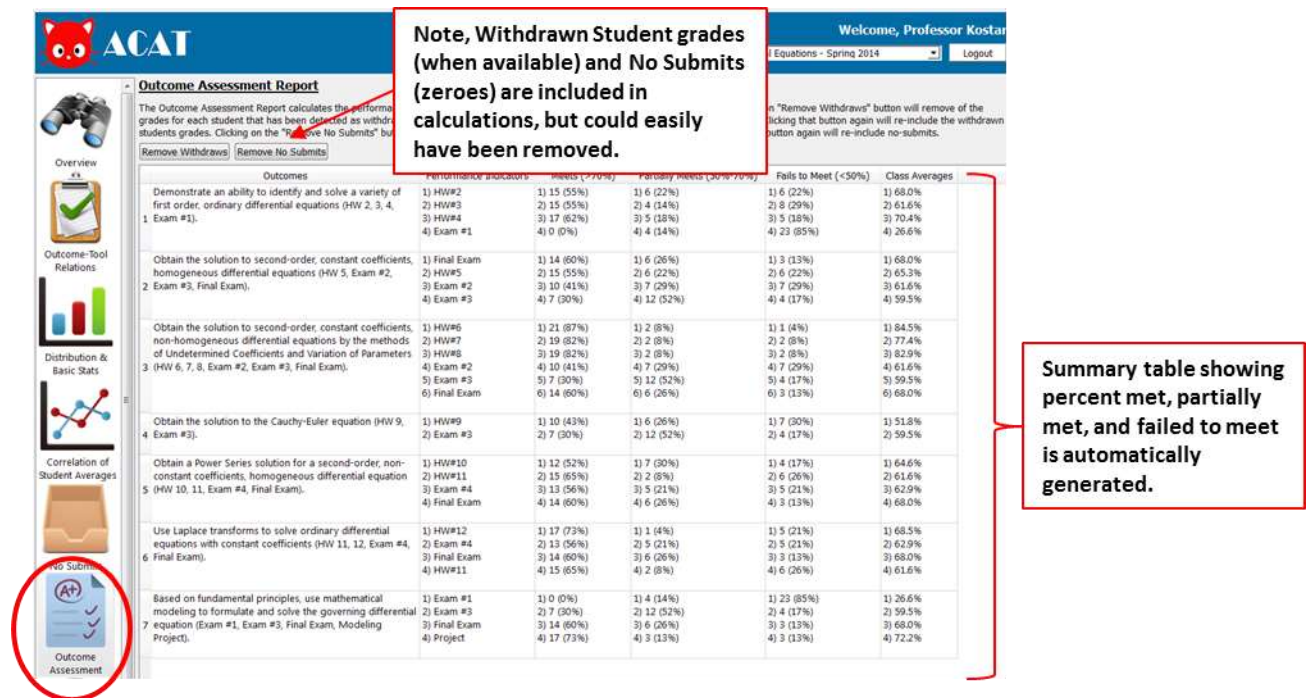 ACAT
Welcome, Professor Kostar
l Equations - Spring 2014
Logout
Note, Withdrawn Student grades
(when available) and No Submits
(zeroes) are included in
calculations, but could easily
have been removed.
Overview
Outcome-Tool
Relations
Distribution &
Basic Stats
Correlation of
Student Averages
No Submits
Outcome
Assessment
Outcome Assessment Report
The Outcome Assessment Report calculates the performa
n "Remove Withdraws" button will remove of the
grades for each student that has been detected as withdr
licking that button again will re-include the withdrawn
students grades. Clicking on the "Remove No Submits" bu
utton again will re-include no-submits.
Remove Withdraws Remove No Submits
Outcomes Performance Indicators Meets (>70%) Partially Meets (50%-70%) Fails to Meet (<50%) Class Averages
Demonstrate an ability to identify and solve a variety of 1) HW#2 1) 15 (55%) 1) 6 (22%) 1) 6 (22%) 1) 68.0%
first order, ordinary differential equations (HW 2, 3, 4, 2) HW#3 2) 15 (55%) 2) 4 (14%) 2) 8 (29%) 2) 61.6%
1 Exam #1). 3) HW#4 3) 17 (62%) 3) 5 (18%) 3) 5 (18%) 3) 70.4%
4) Exam #1 4) 0 (0%) 4) 4 (14%) 4) 23 (85%) 4) 26.6%
Obtain the solution to second-order, constant coefficients, 1) Final Exam 1) 14 (60%) 1) 6 (26%) 1) 3 (13%) 1) 68.0%
homogeneous differential equations (HW 5, Exam #2, 2) HW#5 2) 15 (55%) 2) 6 (22%) 2) 6 (22%) 2) 65.3%
2 Exam #3, Final Exam). 3) Exam #2 3) 10 (41%) 3) 7 (29%) 3) 7 (29%) 3) 61.6%
4) Exam #3 4) 7 (30%) 4) 12 (52%) 4) 4 (17%) 4) 59.5%
Obtain the solution to second-order, constant coefficients, 1) HW#6 1) 21 (87%) 1) 2 (8%) 1) 1 (4%) 1) 84.5%
non-homogeneous differential equations by the methods 2) HW#7 2) 19 (82%) 2) 2 (8%) 2) 2 (8%) 2) 77.4%
of Undetermined Coefficients and Variation of Parameters 3) HW#8 3) 19 (82%) 3) 2 (8%) 3) 2 (8%) 3) 82.9%
3 (HW 6, 7, 8, Exam #2, Exam #3, Final Exam). 4) Exam #2 4) 10 (41%) 4) 7 (29%) 4) 7 (29%) 4) 61.6%
5) Exam #3 5) 7 (30%) 5) 12 (52%) 5) 4 (17%) 5) 59.5%
6) Final Exam 6) 14 (60%) 6) 6 (26%) 6) 3 (13%) 6) 68.0%
Obtain the solution to the Cauchy-Euler equation (HW 9, 1) HW#9 1) 10 (43%) 1) 6 (26%) 1) 7 (30%) 1) 51.8%
4 Exam #3). 2) Exam #3 2) 7 (30%) 2) 12 (52%) 2) 4 (17%) 2) 59.5%
Obtain a Power Series solution for a second-order, non- 1) HW#10 1) 12 (52%) 1) 7 (30%) 1) 4 (17%) 1) 64.6%
constant coefficients, homogeneous differential equation 2) HW#11 2) 15 (65%) 2) 2 (8%) 2) 6 (26%) 2) 61.6%
5 (HW 10, 11, Exam #4, Final Exam). 3) Exam #4 3) 13 (56%) 3) 5 (21%) 3) 5 (21%) 3) 62.9%
4) Final Exam 4) 14 (60%) 4) 6 (26%) 4) 3 (13%) 4) 68.0%
Use Laplace transforms to solve ordinary differential 1) HW#12 1) 17 (73%) 1) 1 (4%) 1) 5 (21%) 1) 68.5%
equations with constant coefficients (HW 11, 12, Exam #4, 2) Exam #4 2) 13 (56%) 2) 5 (21%) 2) 5 (21%) 2) 62.9%
6 Final Exam). 3) Final Exam 3) 14 (60%) 3) 6 (26%) 3) 3 (13%) 3) 68.0%
4) HW#11 4) 15 (65%) 4) 2 (8%) 4) 6 (26%) 4) 61.6%
Based on fundamental principles, use mathematical 1) Exam #1 1) 0 (0%) 1) 4 (14%) 1) 23 (85%) 1) 26.6%
modeling to formulate and solve the governing differential 2) Exam #3 2) 7 (30%) 2) 12 (52%) 2) 4 (17%) 2) 59.5%
7 equation (Exam #1, Exam #3, Final Exam, Modeling 3) Final Exam 3) 14 (60%) 3) 6 (26%) 3) 3 (13%) 3) 68.0%
Project). 4) Project 4) 17 (73%) 4) 3 (13%) 4) 3 (13%) 4) 72.2%
Summary table showing
percent met, partially
met, and failed to meet
is automatically
generated.
A+